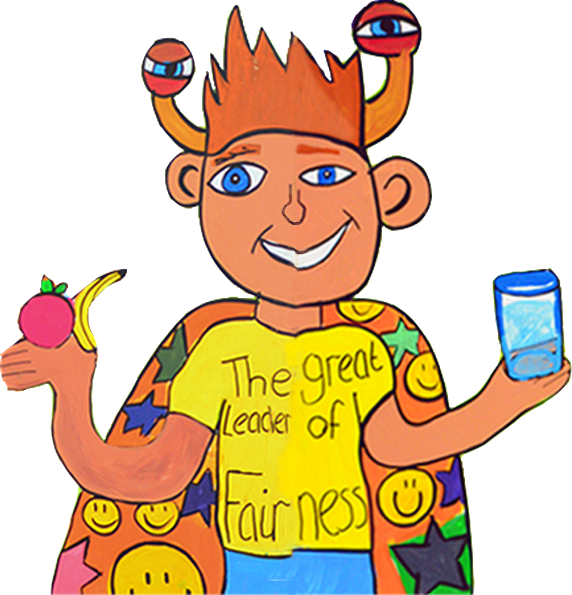 The great
Leader of
Fairness